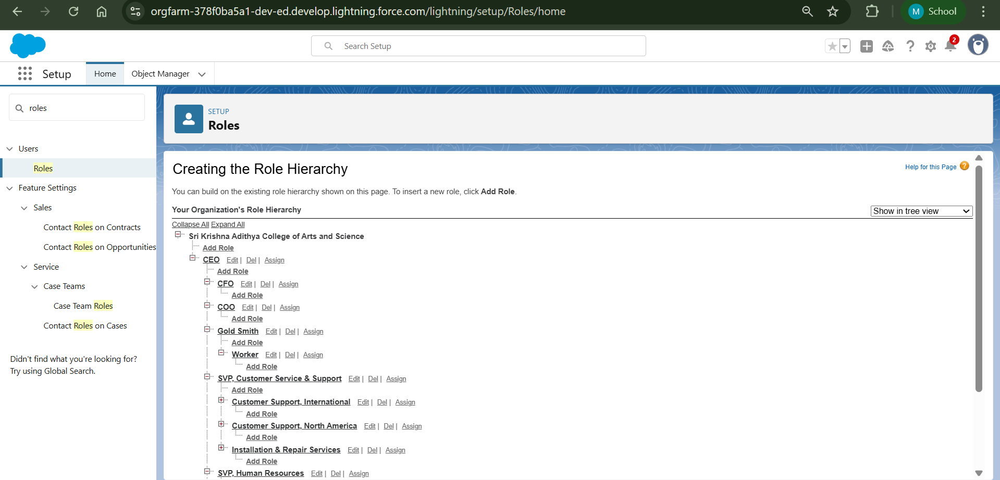 orgfarm-378f0ba5a1-dev-ed.develop.lightning.force.com/lightning/setup/Roles/home
M School
Search Setup
2
Setup Home Object Manager
roles
Users
Roles
Feature Settings
Sales
Contact Roles on Contracts
Contact Roles on Opportunities
Service
Case Teams
Case Team Roles
Contact Roles on Cases
Didn't find what you're looking for?
Try using Global Search.
SETUP
Roles
Creating the Role Hierarchy
Help for this Page ?
You can build on the existing role hierarchy shown on this page. To insert a new role, click Add Role.
Your Organization's Role Hierarchy
Show in tree view
Collapse All Expand All
Sri Krishna Adithya College of Arts and Science
Add Role
CEO Edit | Del | Assign
Add Role
CFO Edit | Del | Assign
Add Role
COO Edit | Del | Assign
Add Role
Gold Smith Edit | Del | Assign
Add Role
Worker Edit | Del | Assign
Add Role
SVP, Customer Service & Support Edit | Del | Assign
Add Role
Customer Support, International Edit | Del | Assign
Add Role
Customer Support, North America Edit | Del | Assign
Add Role
Installation & Repair Services Edit | Del | Assign
Add Role
SVP, Human Resources Edit | Del | Assign